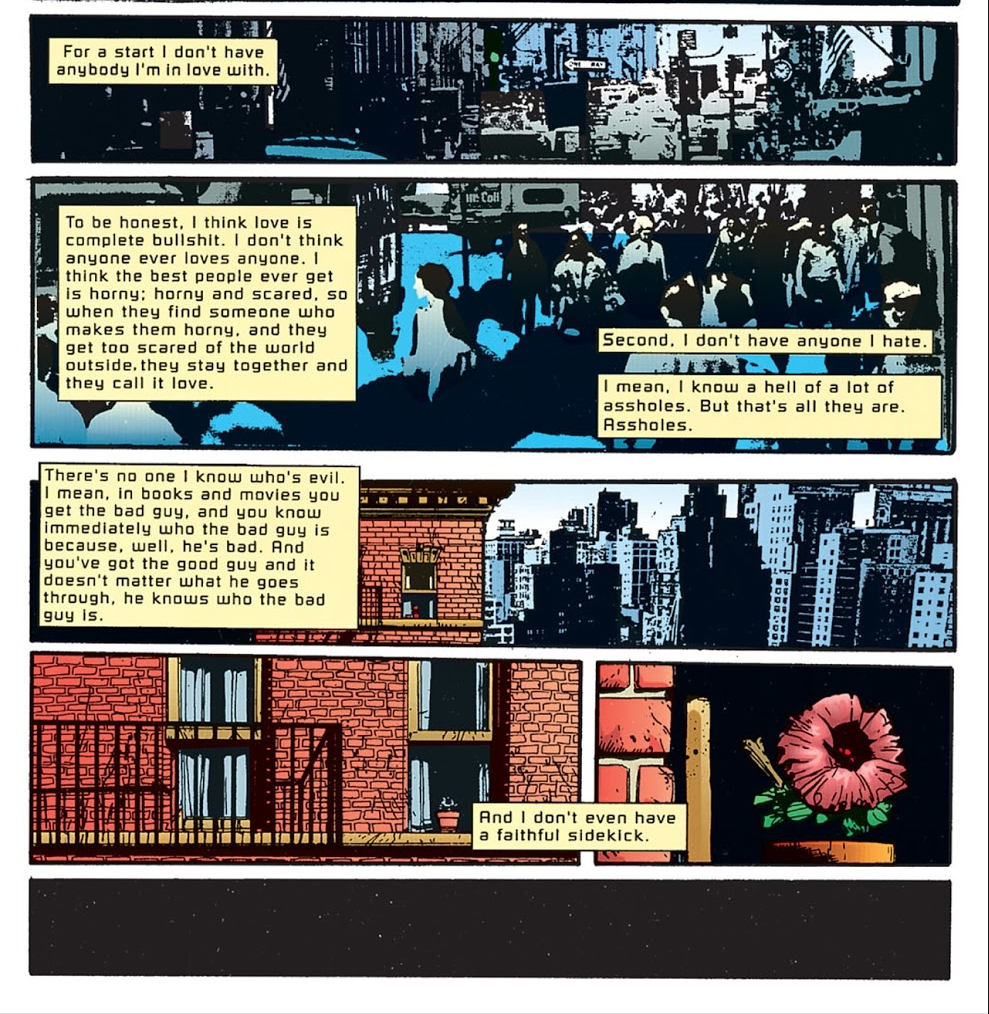 For a start I don't have
anybody I'm in love with.
ONE WAY
To be honest, I think love is
complete bullshit. I don't think
anyone ever loves anyone. I
think the best people ever get
is horny; horny and scared, so
when they find someone who
makes them horny, and they
get too scared of the world
outside,they stay together and
they call it love.
Second, I don't have anyone I hate.
I mean, I know a hell of a lot of
assholes. But that's all they are.
Assholes.
There's no one I know who's evil.
I mean, in books and movies you
get the bad guy, and you know
immediately who the bad guy is
because, well, he's bad. And
you've got the good guy and it
doesn't matter what he goes
through, he knows who the bad
guy is.
And I don't even have
a faithful sidekick.